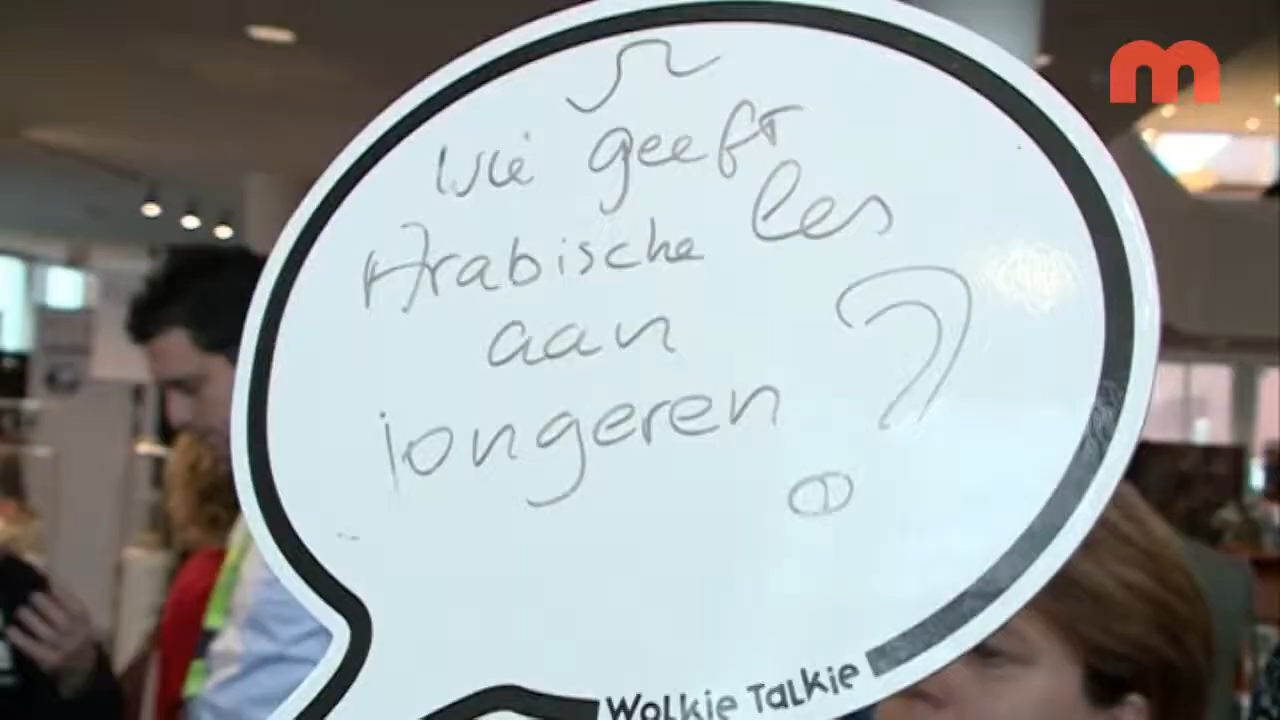 m
wie geeft
Arabische les
aan
jongeren ?
Wolkie Talkie